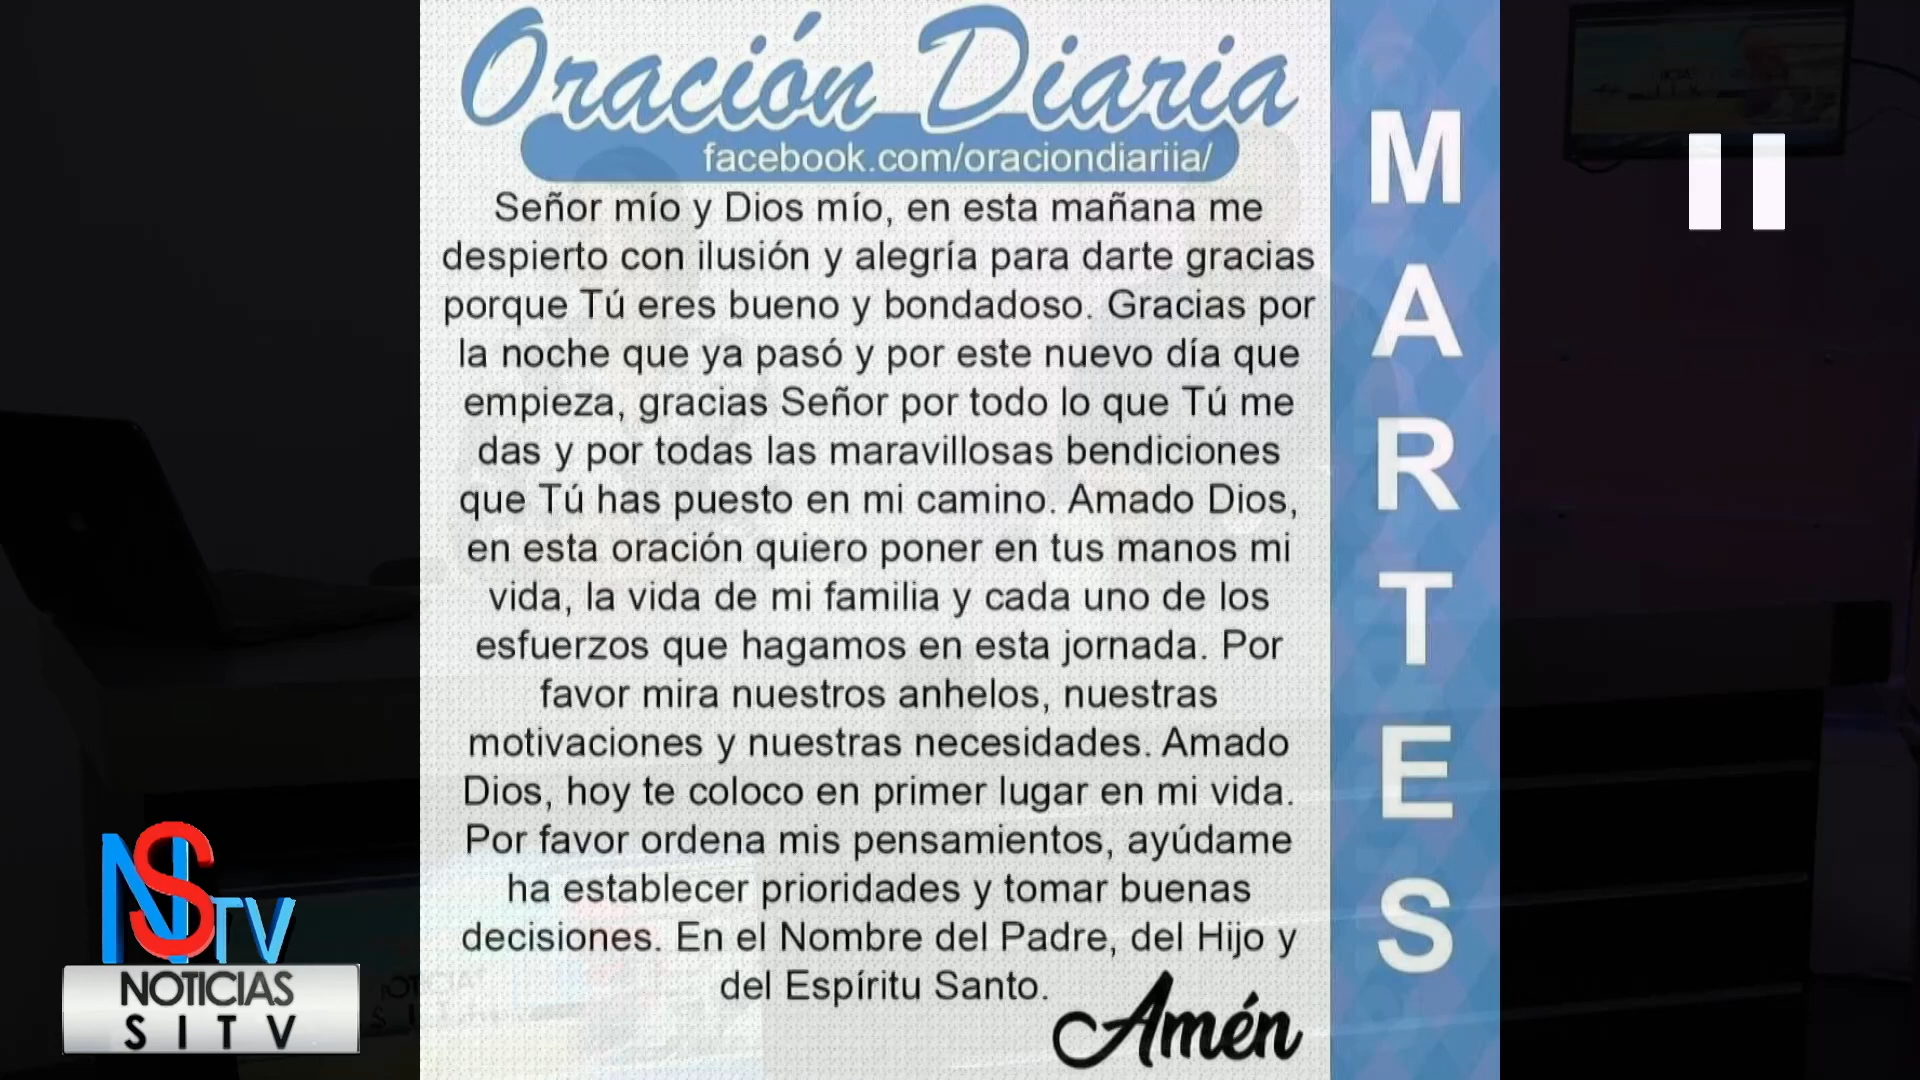 Oración Diaria
facebook.com/oraciondiariia/
Señor mío y Dios mío, en esta mañana me
despierto con ilusión y alegría para darte gracias
porque Tú eres bueno y bondadoso. Gracias por
la noche que ya pasó y por este nuevo día que
empieza, gracias Señor por todo lo que Tú me
das y por todas las maravillosas bendiciones
que Tú has puesto en mi camino. Amado Dios,
en esta oración quiero poner en tus manos mi
vida, la vida de mi familia y cada uno de los
esfuerzos que hagamos en esta jornada. Por
favor mira nuestros anhelos, nuestras
motivaciones y nuestras necesidades. Amado
Dios, hoy te coloco en primer lugar en mi vida.
Por favor ordena mis pensamientos, ayúdame
ha establecer prioridades y tomar buenas
decisiones. En el Nombre del Padre, del Hijo y
del Espíritu Santo.
Amén
MARTES
NSTV
NOTICIAS
SITV